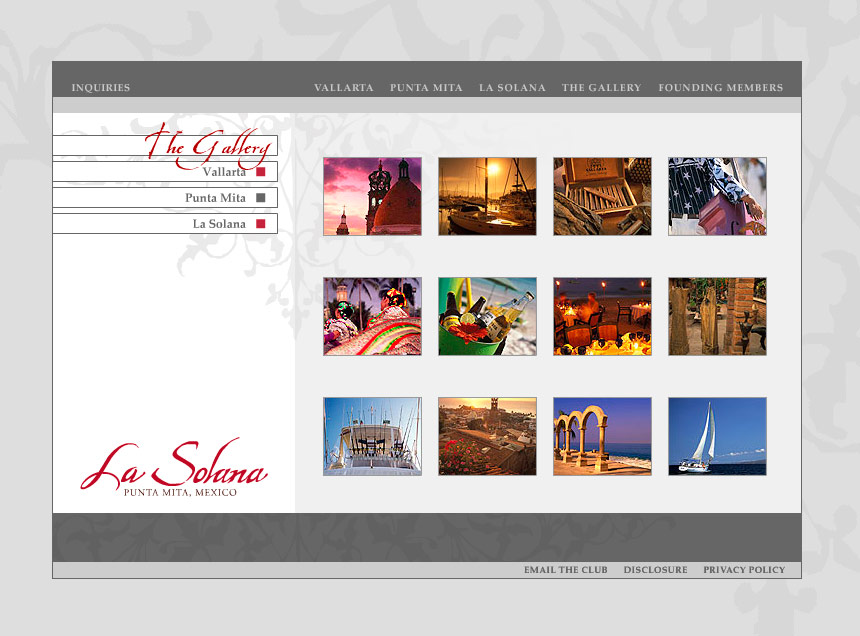 INQUIRIES VALLARTA PUNTA MITA LA SOLANA THE GALLERY FOUNDING MEMBERS
The Gallery
Vallarta
Punta Mita
La Solana
La Solana
PUNTA MITA, MEXICO
EMAIL THE CLUB DISCLOSURE PRIVACY POLICY